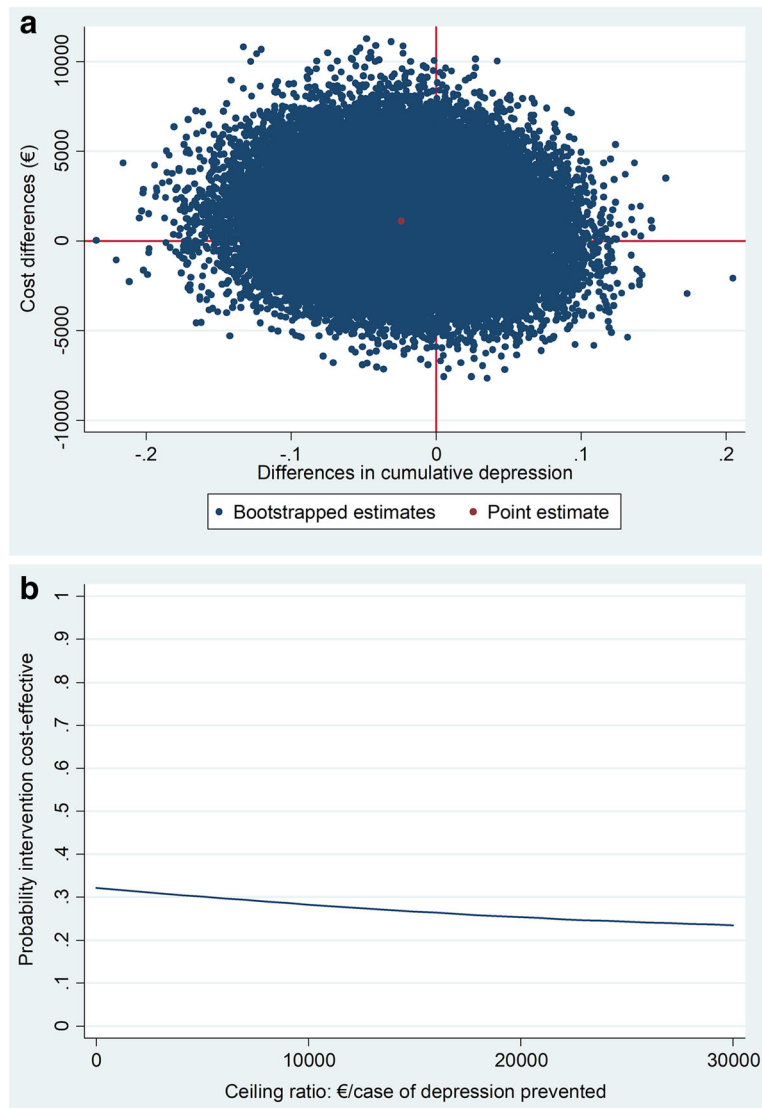 a
10000
5000
0
-5000
-10000
Cost differences (€)
-.2 -.1 0 .1 .2
Differences in cumulative depression
Bootstrapped estimates Point estimate
b
1
.9
.8
.7
.6
.5
.4
.3
.2
.1
0
Probability intervention cost-effective
0 10000 20000 30000
Ceiling ratio: €/case of depression prevented